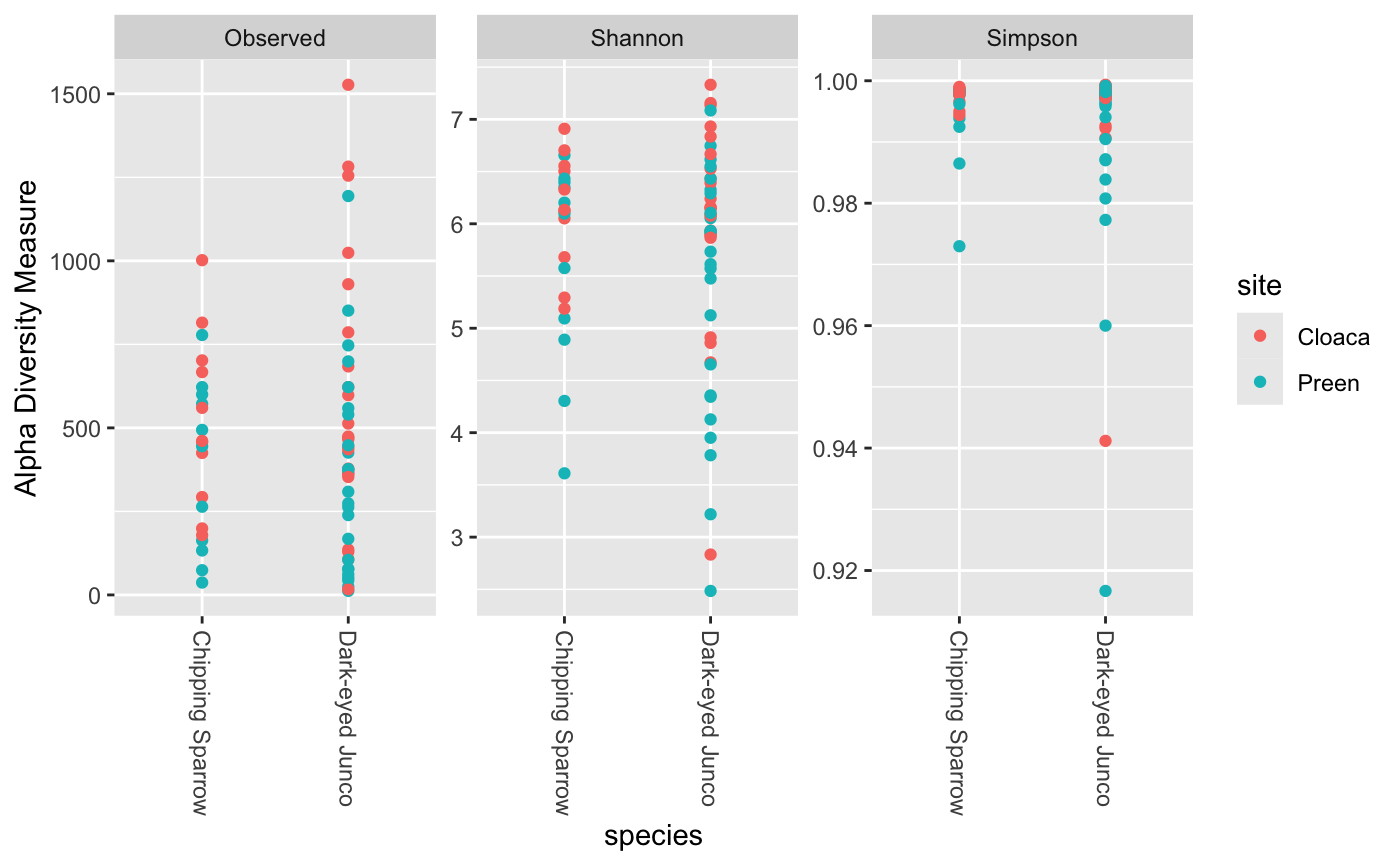 Observed
Shannon
Simpson
Alpha Diversity Measure
1500
1000
500
0
7
6
5
4
3
1.00
0.98
0.96
0.94
0.92
Chipping Sparrow
Dark-eyed Junco
Chipping Sparrow
Dark-eyed Junco
Chipping Sparrow
Dark-eyed Junco
species
site
Cloaca
Preen